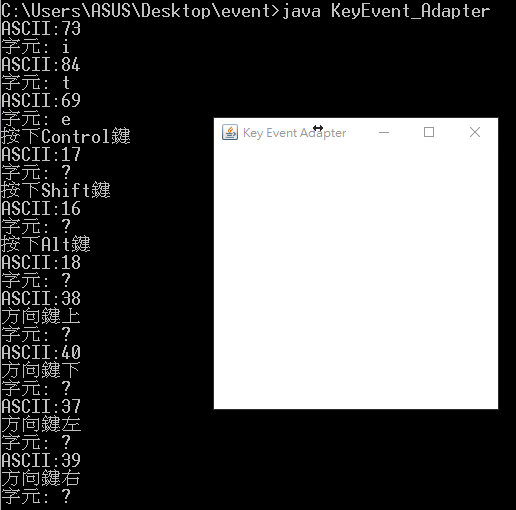 C:\Users\ASUS\Desktop\event>java KeyEvent_Adapter
ASCII:73
字元: i
ASCII:84
字元: t
ASCII:69
字元: e
按下Control鍵
ASCII:17
字元: ?
按下Shift鍵
ASCII:16
字元: ?
按下Alt鍵
ASCII:18
字元: ?
ASCII:38
方向鍵上
字元: ?
ASCII:40
方向鍵下
字元: ?
ASCII:37
方向鍵左
字元: ?
ASCII:39
方向鍵右
字元: ?
Key Event Adapter